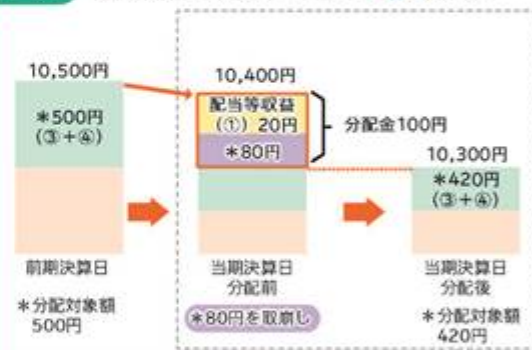 10,500円
*500円
(③+④)
前期決算日
*分配対象額
500円
10,400円
配当等収益
(①) 20円
*80円
分配金100円
当期決算日
分配前
*80円を取崩し
10,300円
*420円
(③+④)
当期決算日
分配後
*分配対象額
420円